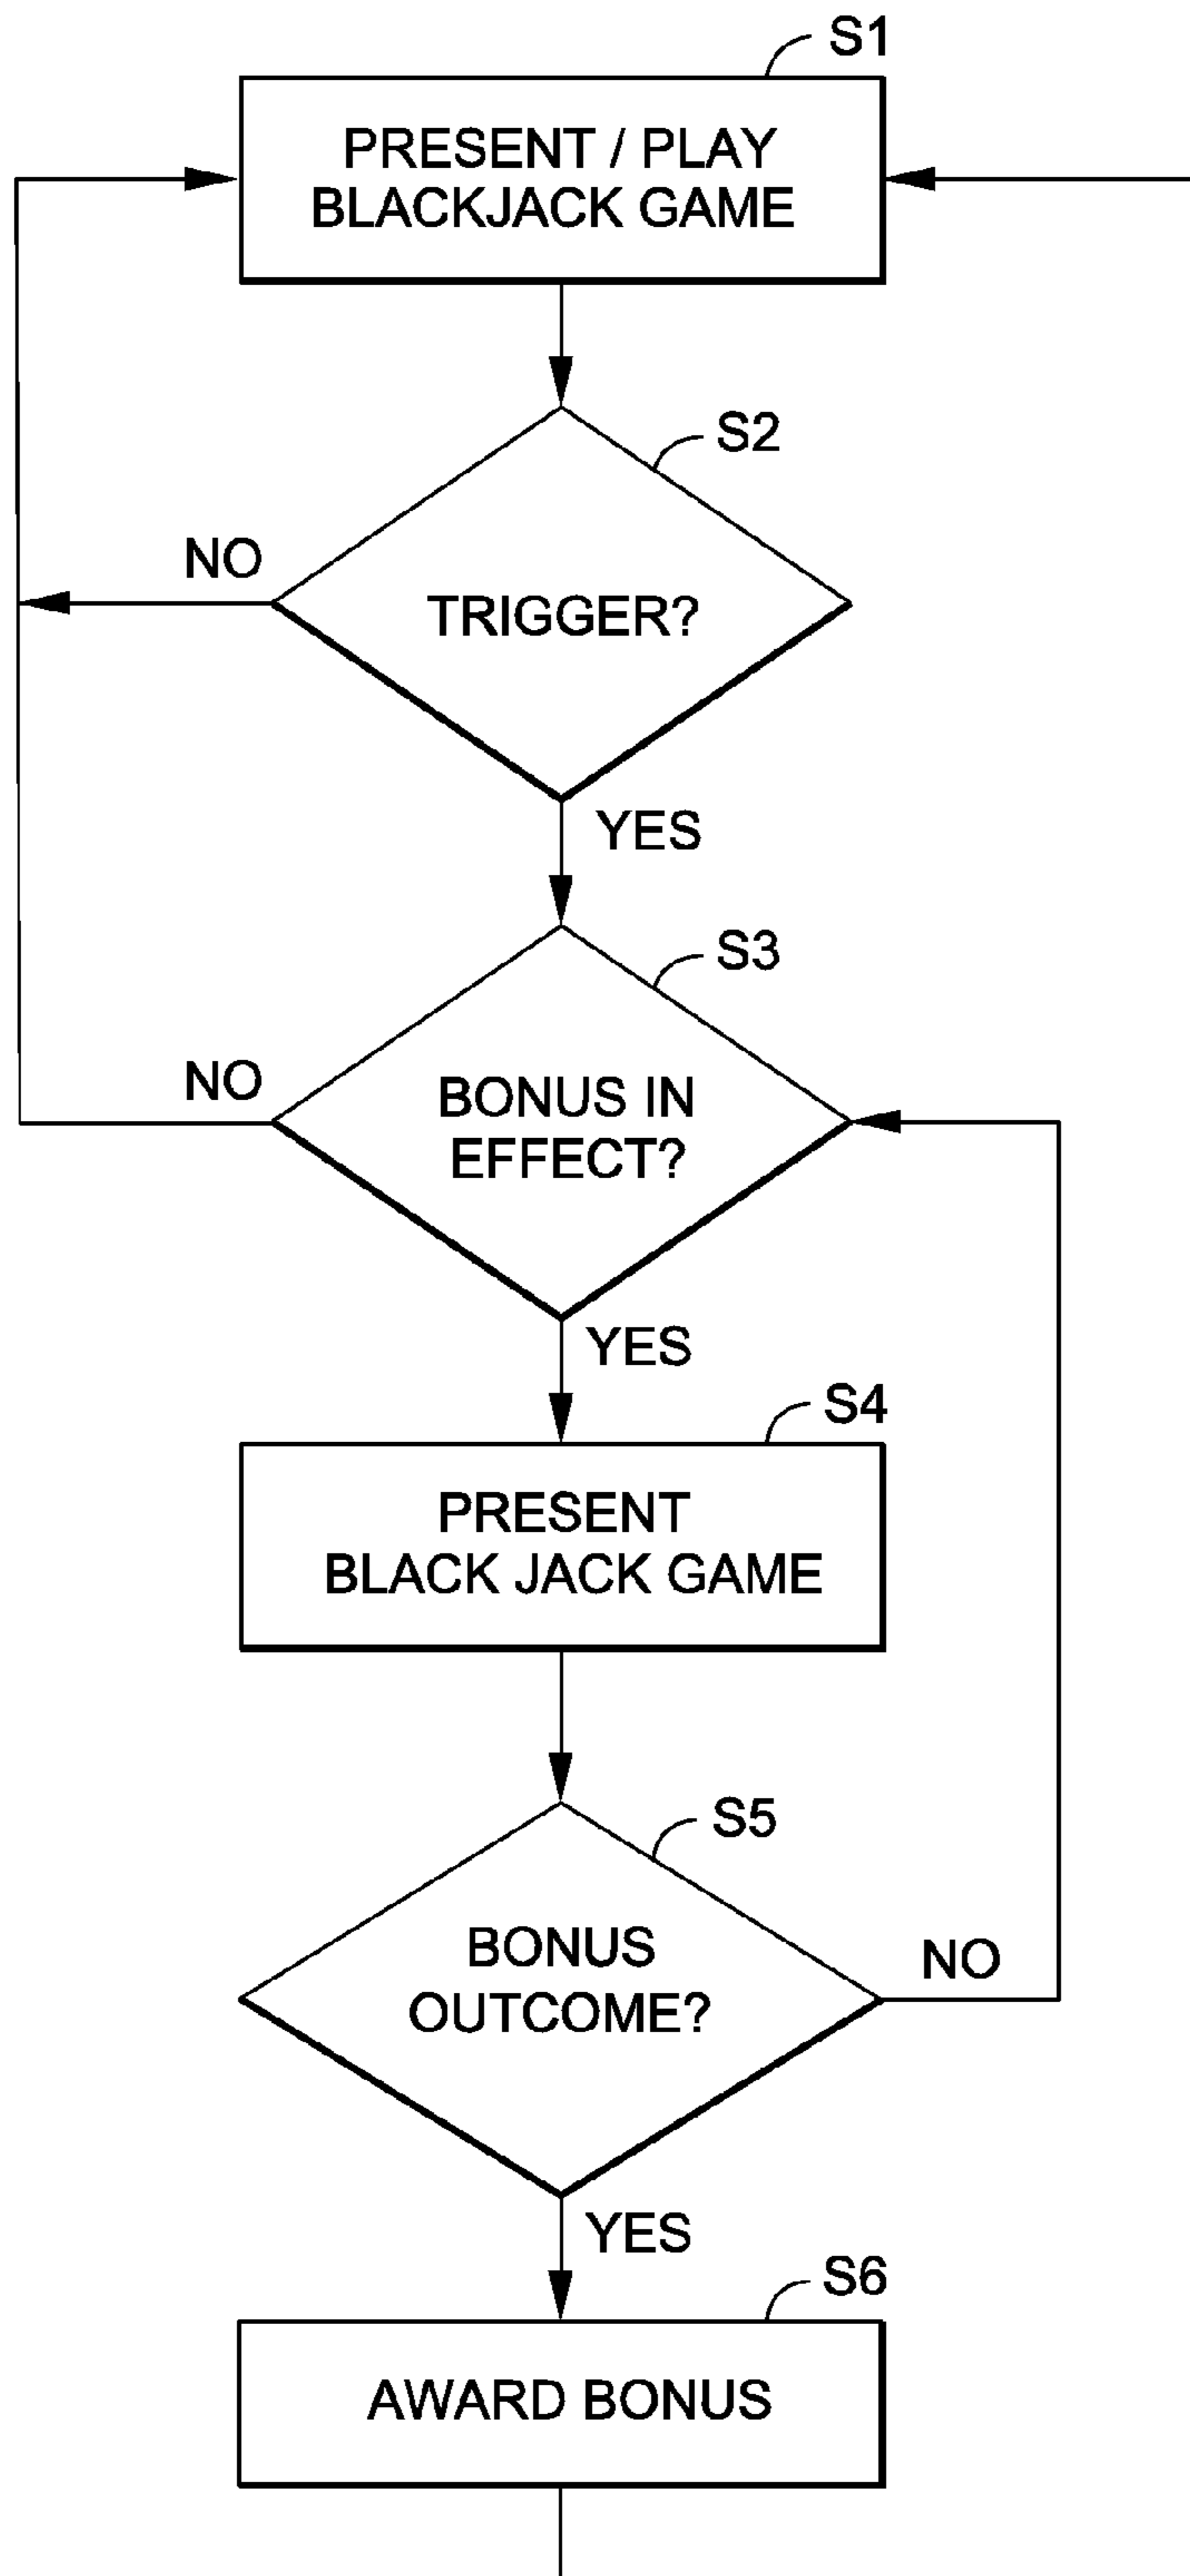 S1
PRESENT / PLAY
BLACKJACK GAME
S2
NO
TRIGGER?
YES
S3
NO
BONUS IN
EFFECT?
YES
S4
PRESENT
BLACK JACK GAME
S5
BONUS
OUTCOME?
NO
YES
S6
AWARD BONUS